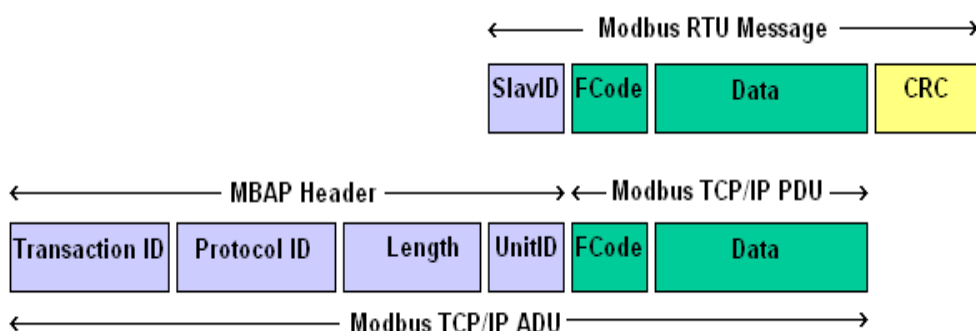 Modbus RTU Message
SlavID FCode Data CRC
MBAP Header Modbus TCP/IP PDU
Transaction ID Protocol ID Length UnitID FCode Data
Modbus TCP/IP ADU